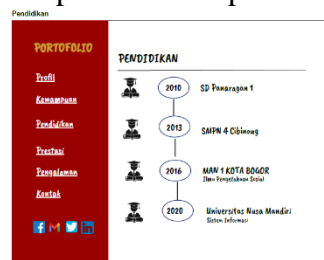 Pendidikan
PORTOFOLIO
Profil
Kemampuan
Pendidikan
Prestasi
Pengalaman
Kontak
PENDIDIKAN
2010 SD Panaragan 1
2013 SMPN 4 Cibinong
2016 MAN 1 KOTA BOGOR
Ilmu Pengetahuan Sosial
2020 Universitas Nusa Mandiri
Sistem Informasi